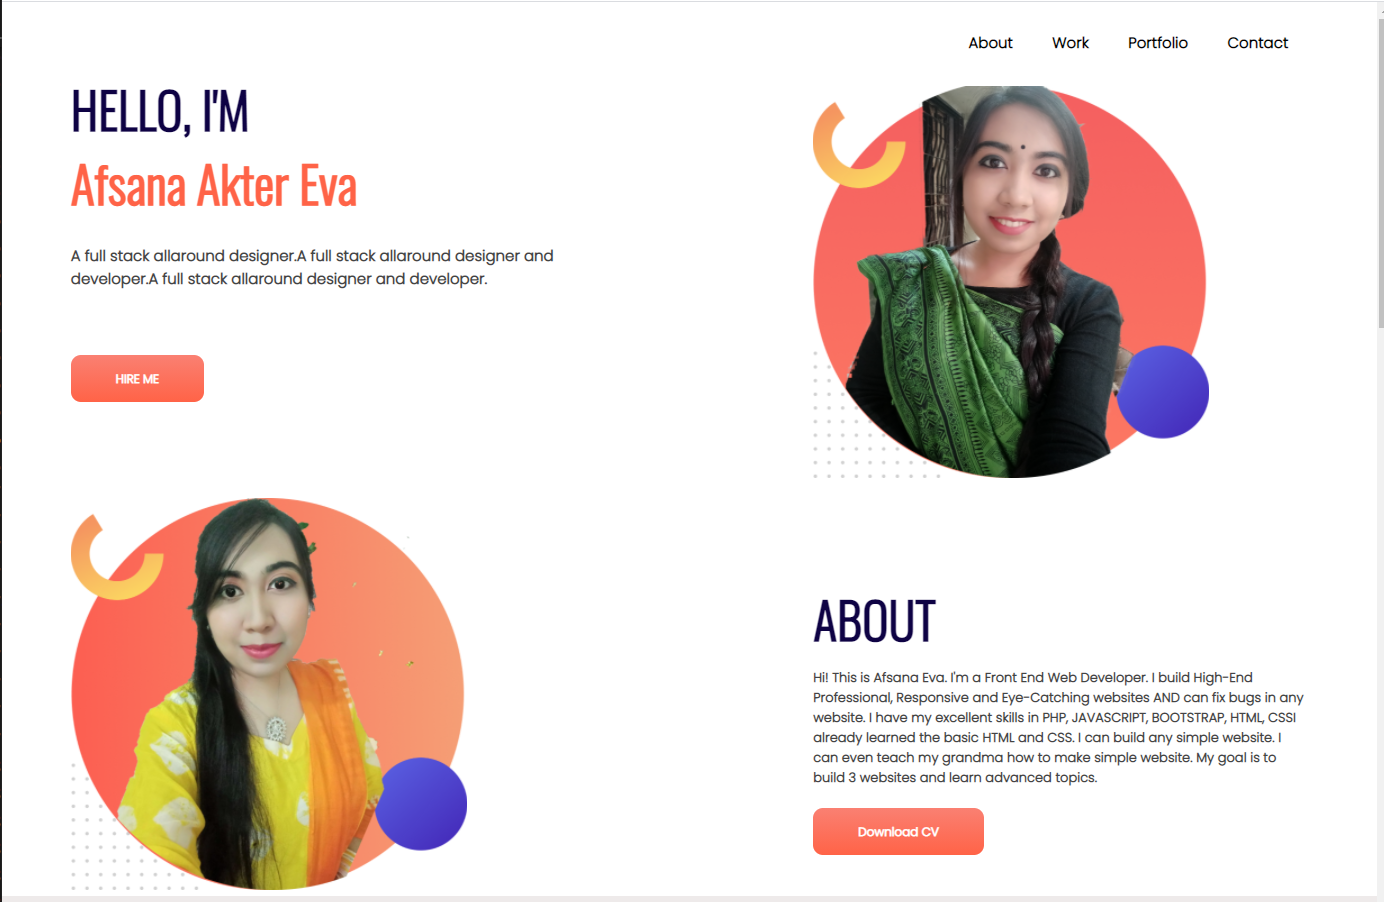 About Work Portfolio Contact
HELLO, I'M
Afsana Akter Eva
A full stack allaround designer.A full stack allaround designer and
developer.A full stack allaround designer and developer.
HIRE ME
ABOUT
Hi! This is Afsana Eva. I'm a Front End Web Developer. I build High-End
Professional, Responsive and Eye-Catching websites AND can fix bugs in any
website. I have my excellent skills in PHP, JAVASCRIPT, BOOTSTRAP, HTML, CSSI
already learned the basic HTML and CSS. I can build any simple website. I
can even teach my grandma how to make simple website. My goal is to
build 3 websites and learn advanced topics.
Download CV